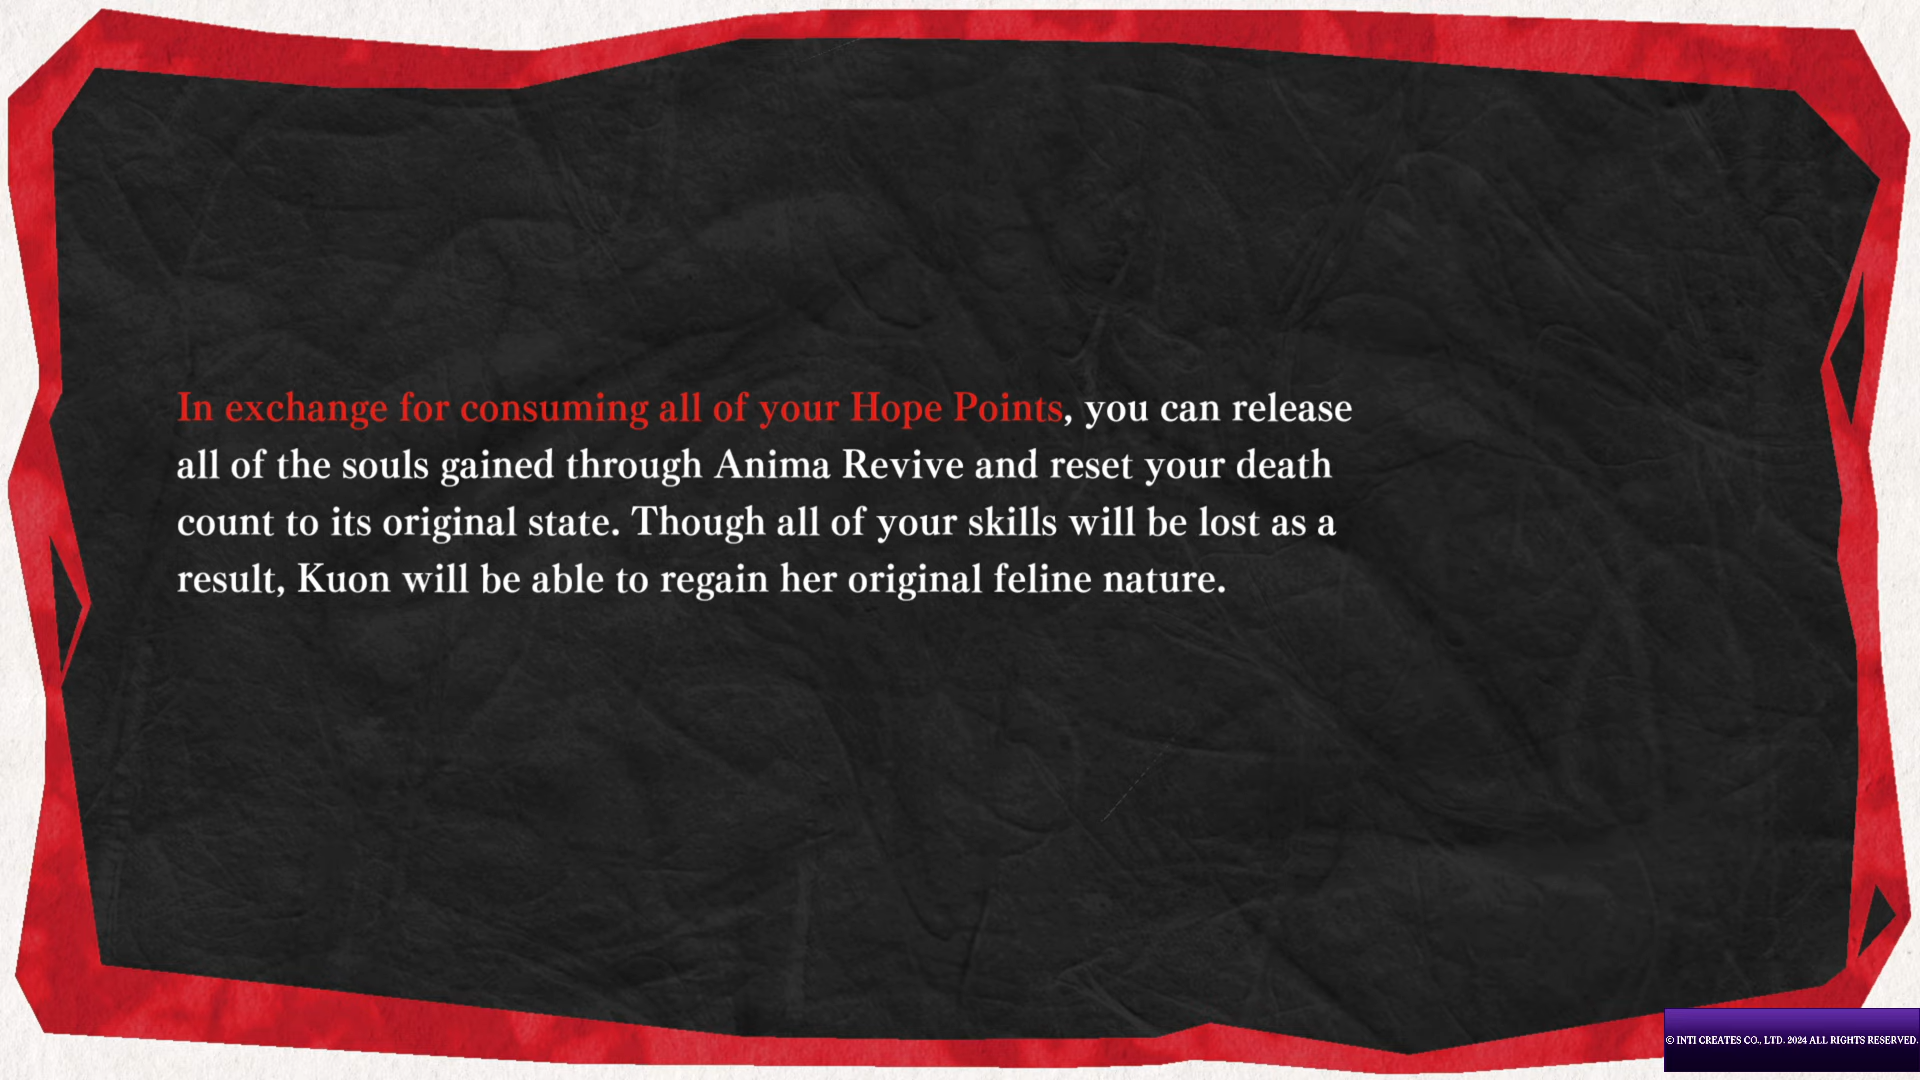 In exchange for consuming all of your Hope Points, you can release
all of the souls gained through Anima Revive and reset your death
count to its original state. Though all of your skills will be lost as a
result, Kuon will be able to regain her original feline nature.
© INTI CREATES CO., LTD. 2024 ALL RIGHTS RESERVED.